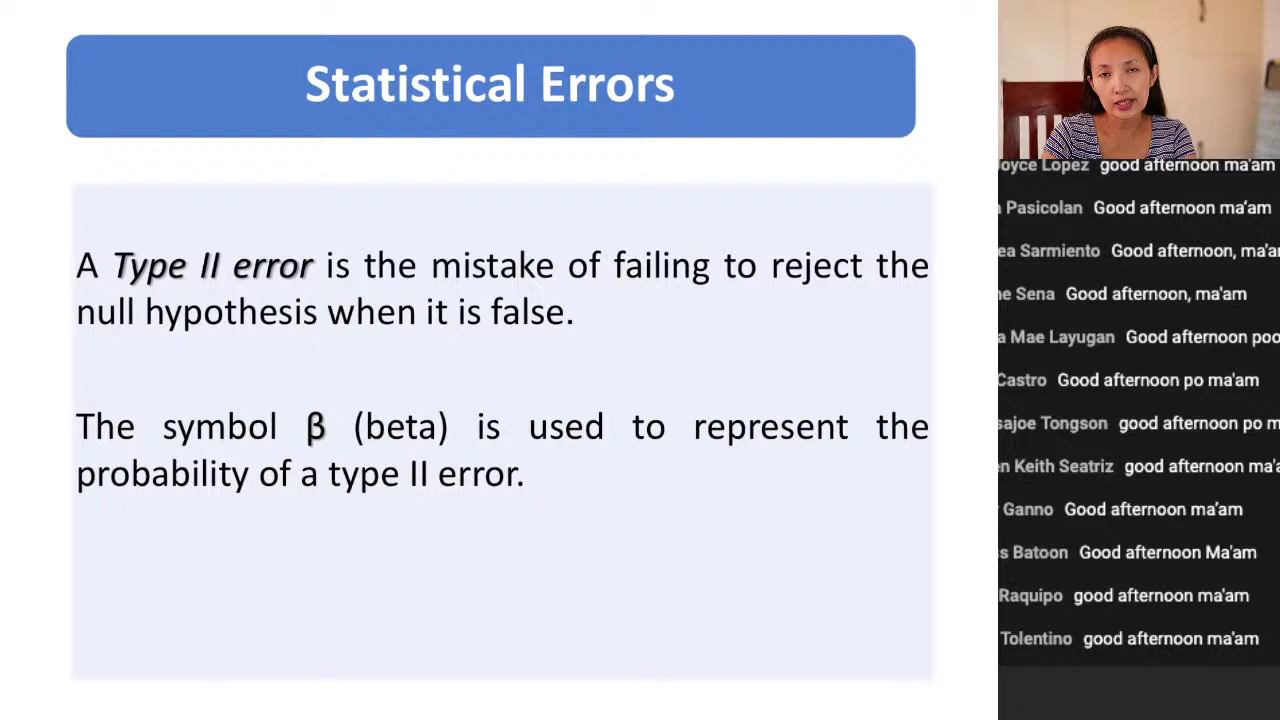 Statistical Errors
A Type II error is the mistake of failing to reject the
null hypothesis when it is false.
The symbol β (beta) is used to represent the
probability of a type II error.
Joyce Lopez good afternoon ma'am
Pasicolan Good afternoon ma'am
Sarmiento Good afternoon, ma'am
Sena Good afternoon, ma'am
Mae Layugan Good afternoon poo
Castro Good afternoon po ma'am
Tongson good afternoon po
Keith Seatriz good afternoon
Ganno Good afternoon ma'am
Batoon Good afternoon Ma'am
Raquipo good afternoon ma'am
Tolentino good afternoon ma'am